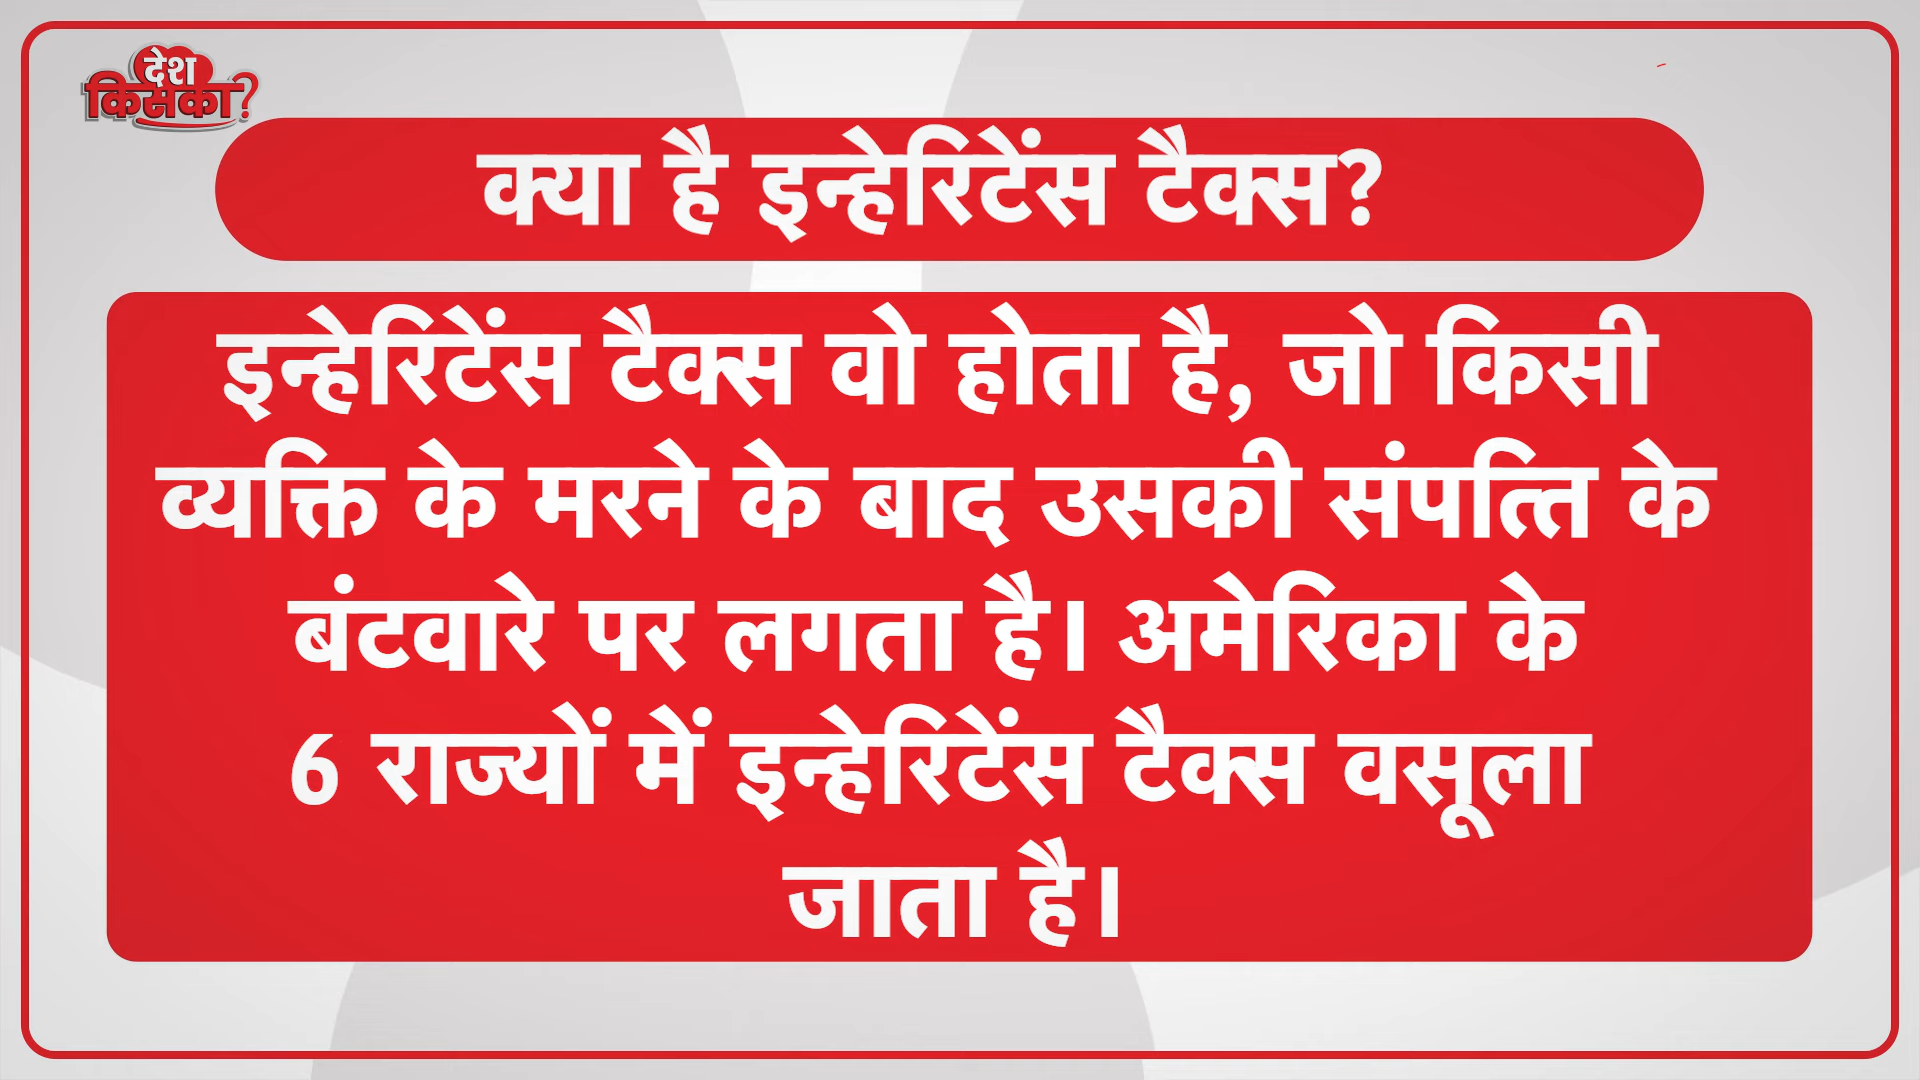 देश
किसका?
क्या है इन्हेरिटेंस टैक्स?
इन्हेरिटेंस टैक्स वो होता है, जो किसी
व्यक्ति के मरने के बाद उसकी संपत्ति के
बंटवारे पर लगता है। अमेरिका के
6 राज्यों में इन्हेरिटेंस टैक्स वसूला
जाता है।